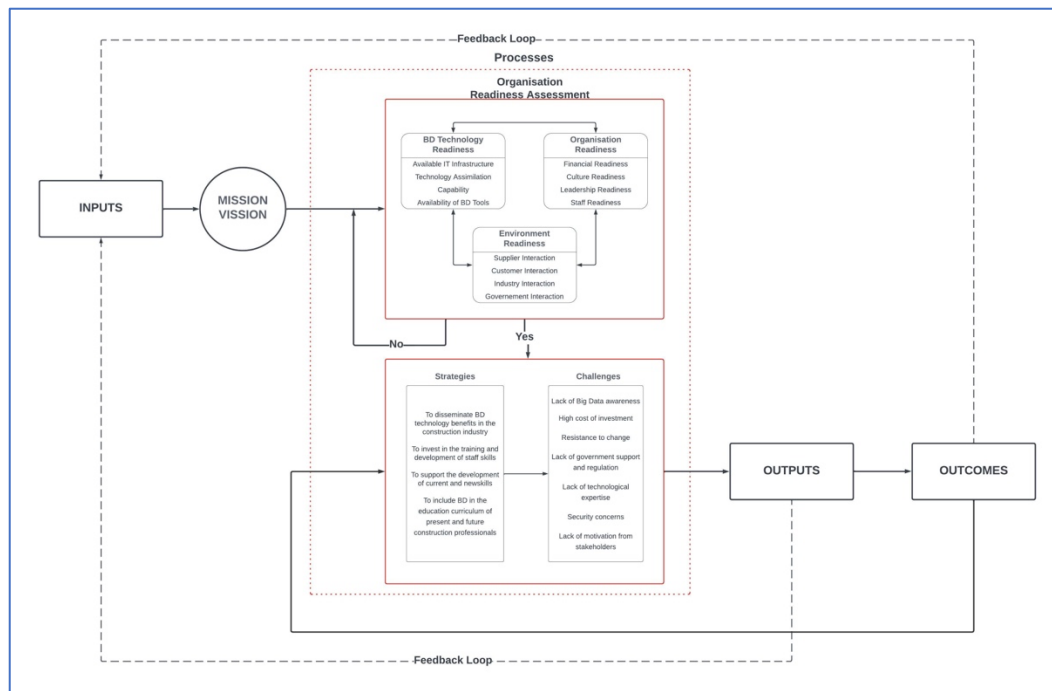 Feedback Loop
Processes
Organisation
Readiness Assessment
BD Technology
Readiness
Available IT Infrastructure
Technology Assimilation
Capability
Availability of BD Tools
Organisation
Readiness
Financial Readiness
Culture Readiness
Leadership Readiness
Staff Readiness
INPUTS
MISSION
VISSION
Environment
Readiness
Supplier Interaction
Customer Interaction
Industry Interaction
Governement Interaction
No
Yes
Strategies
To disseminate BD
technology benefits in the
construction industry
To invest in the training and
development of staff skills
To support the development
of current and newskills
To include BD in the
education curriculum of
present and future
construction professionals
Challenges
Lack of Big Data awareness
High cost of investment
Resistance to change
Lack of government support
and regulation
Lack of technological
expertise
Security concerns
Lack of motivation from
stakeholders
OUTPUTS
OUTCOMES
Feedback Loop